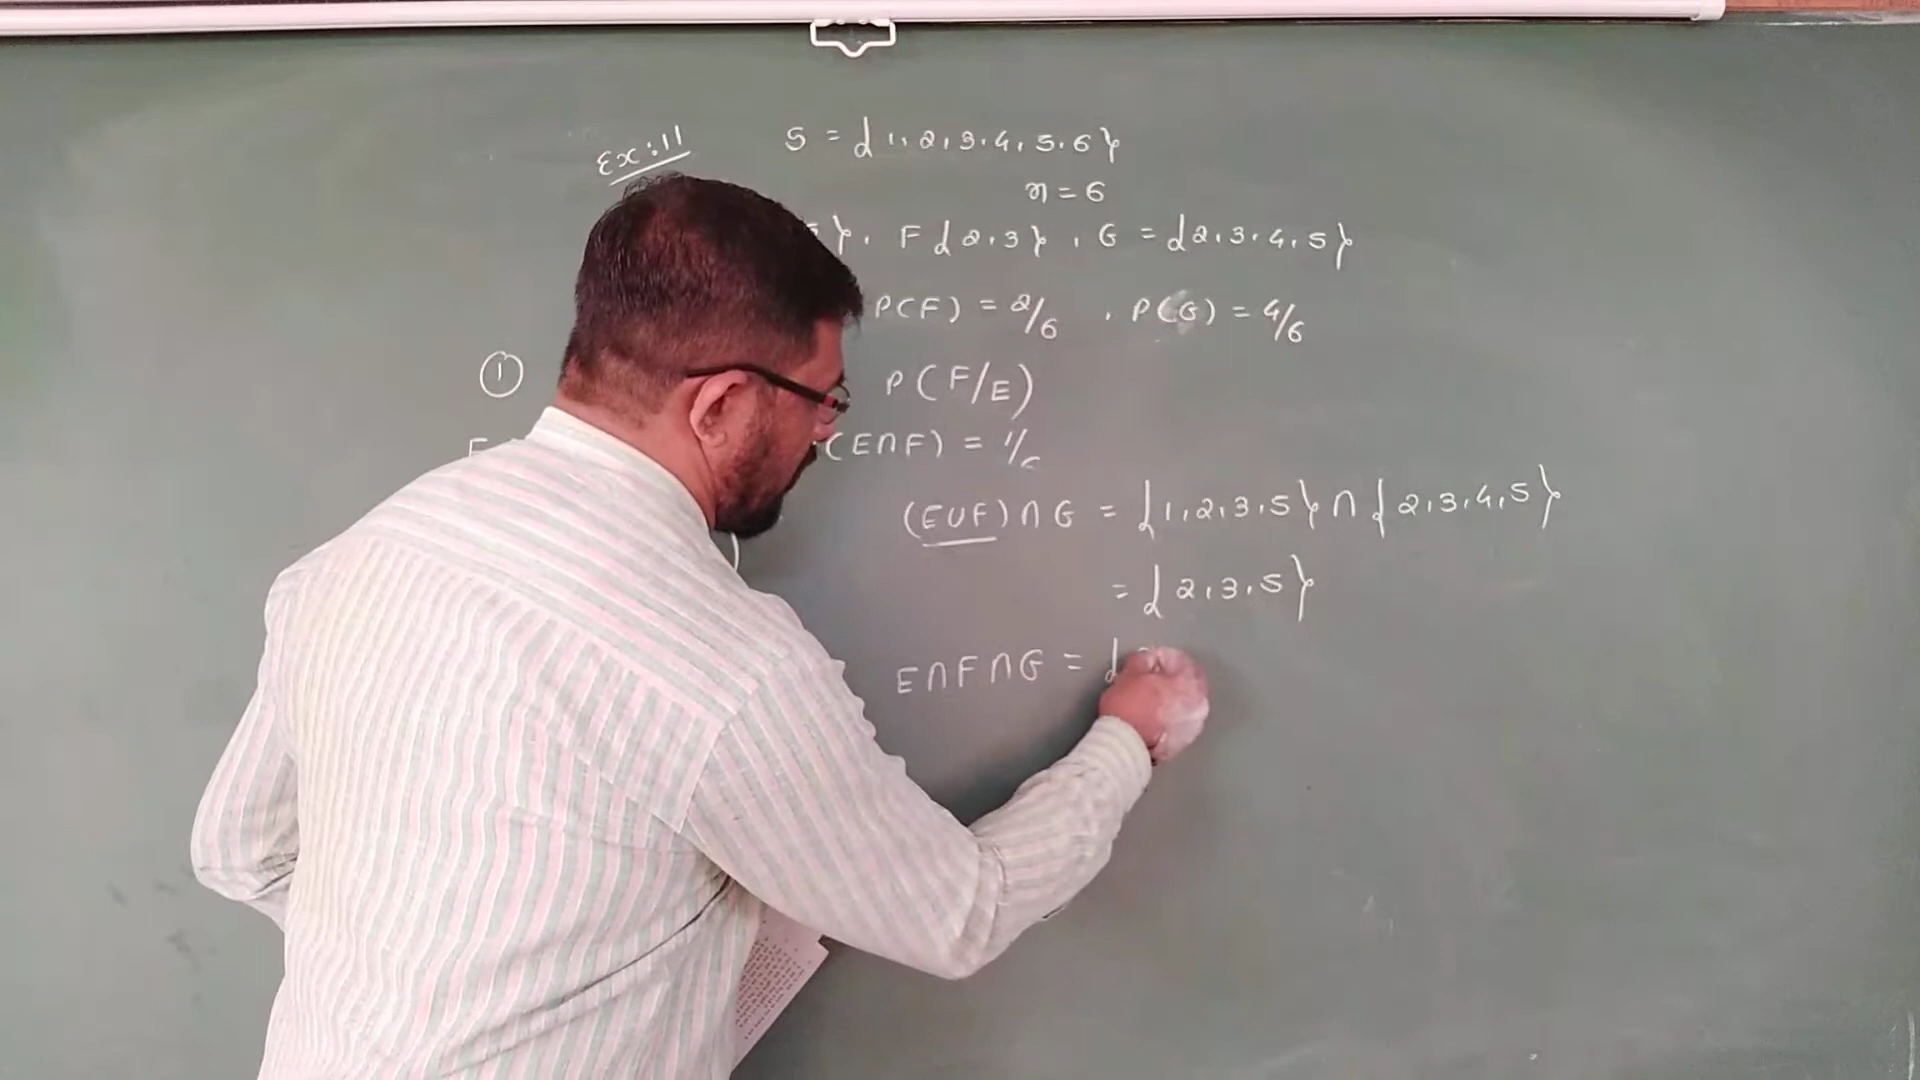 Ex:11
S = {1,2,3,4,5,6}
n = 6
}, F{2,3}, G = {2,3,4,5}
P(F) = 2/6, P(G) = 4/6
① P(F/E)
(E∩F) = 1/6
(E∪F)∩G = {1,2,3,5}∩{2,3,4,5}
= {2,3,5}
E∩F∩G = {